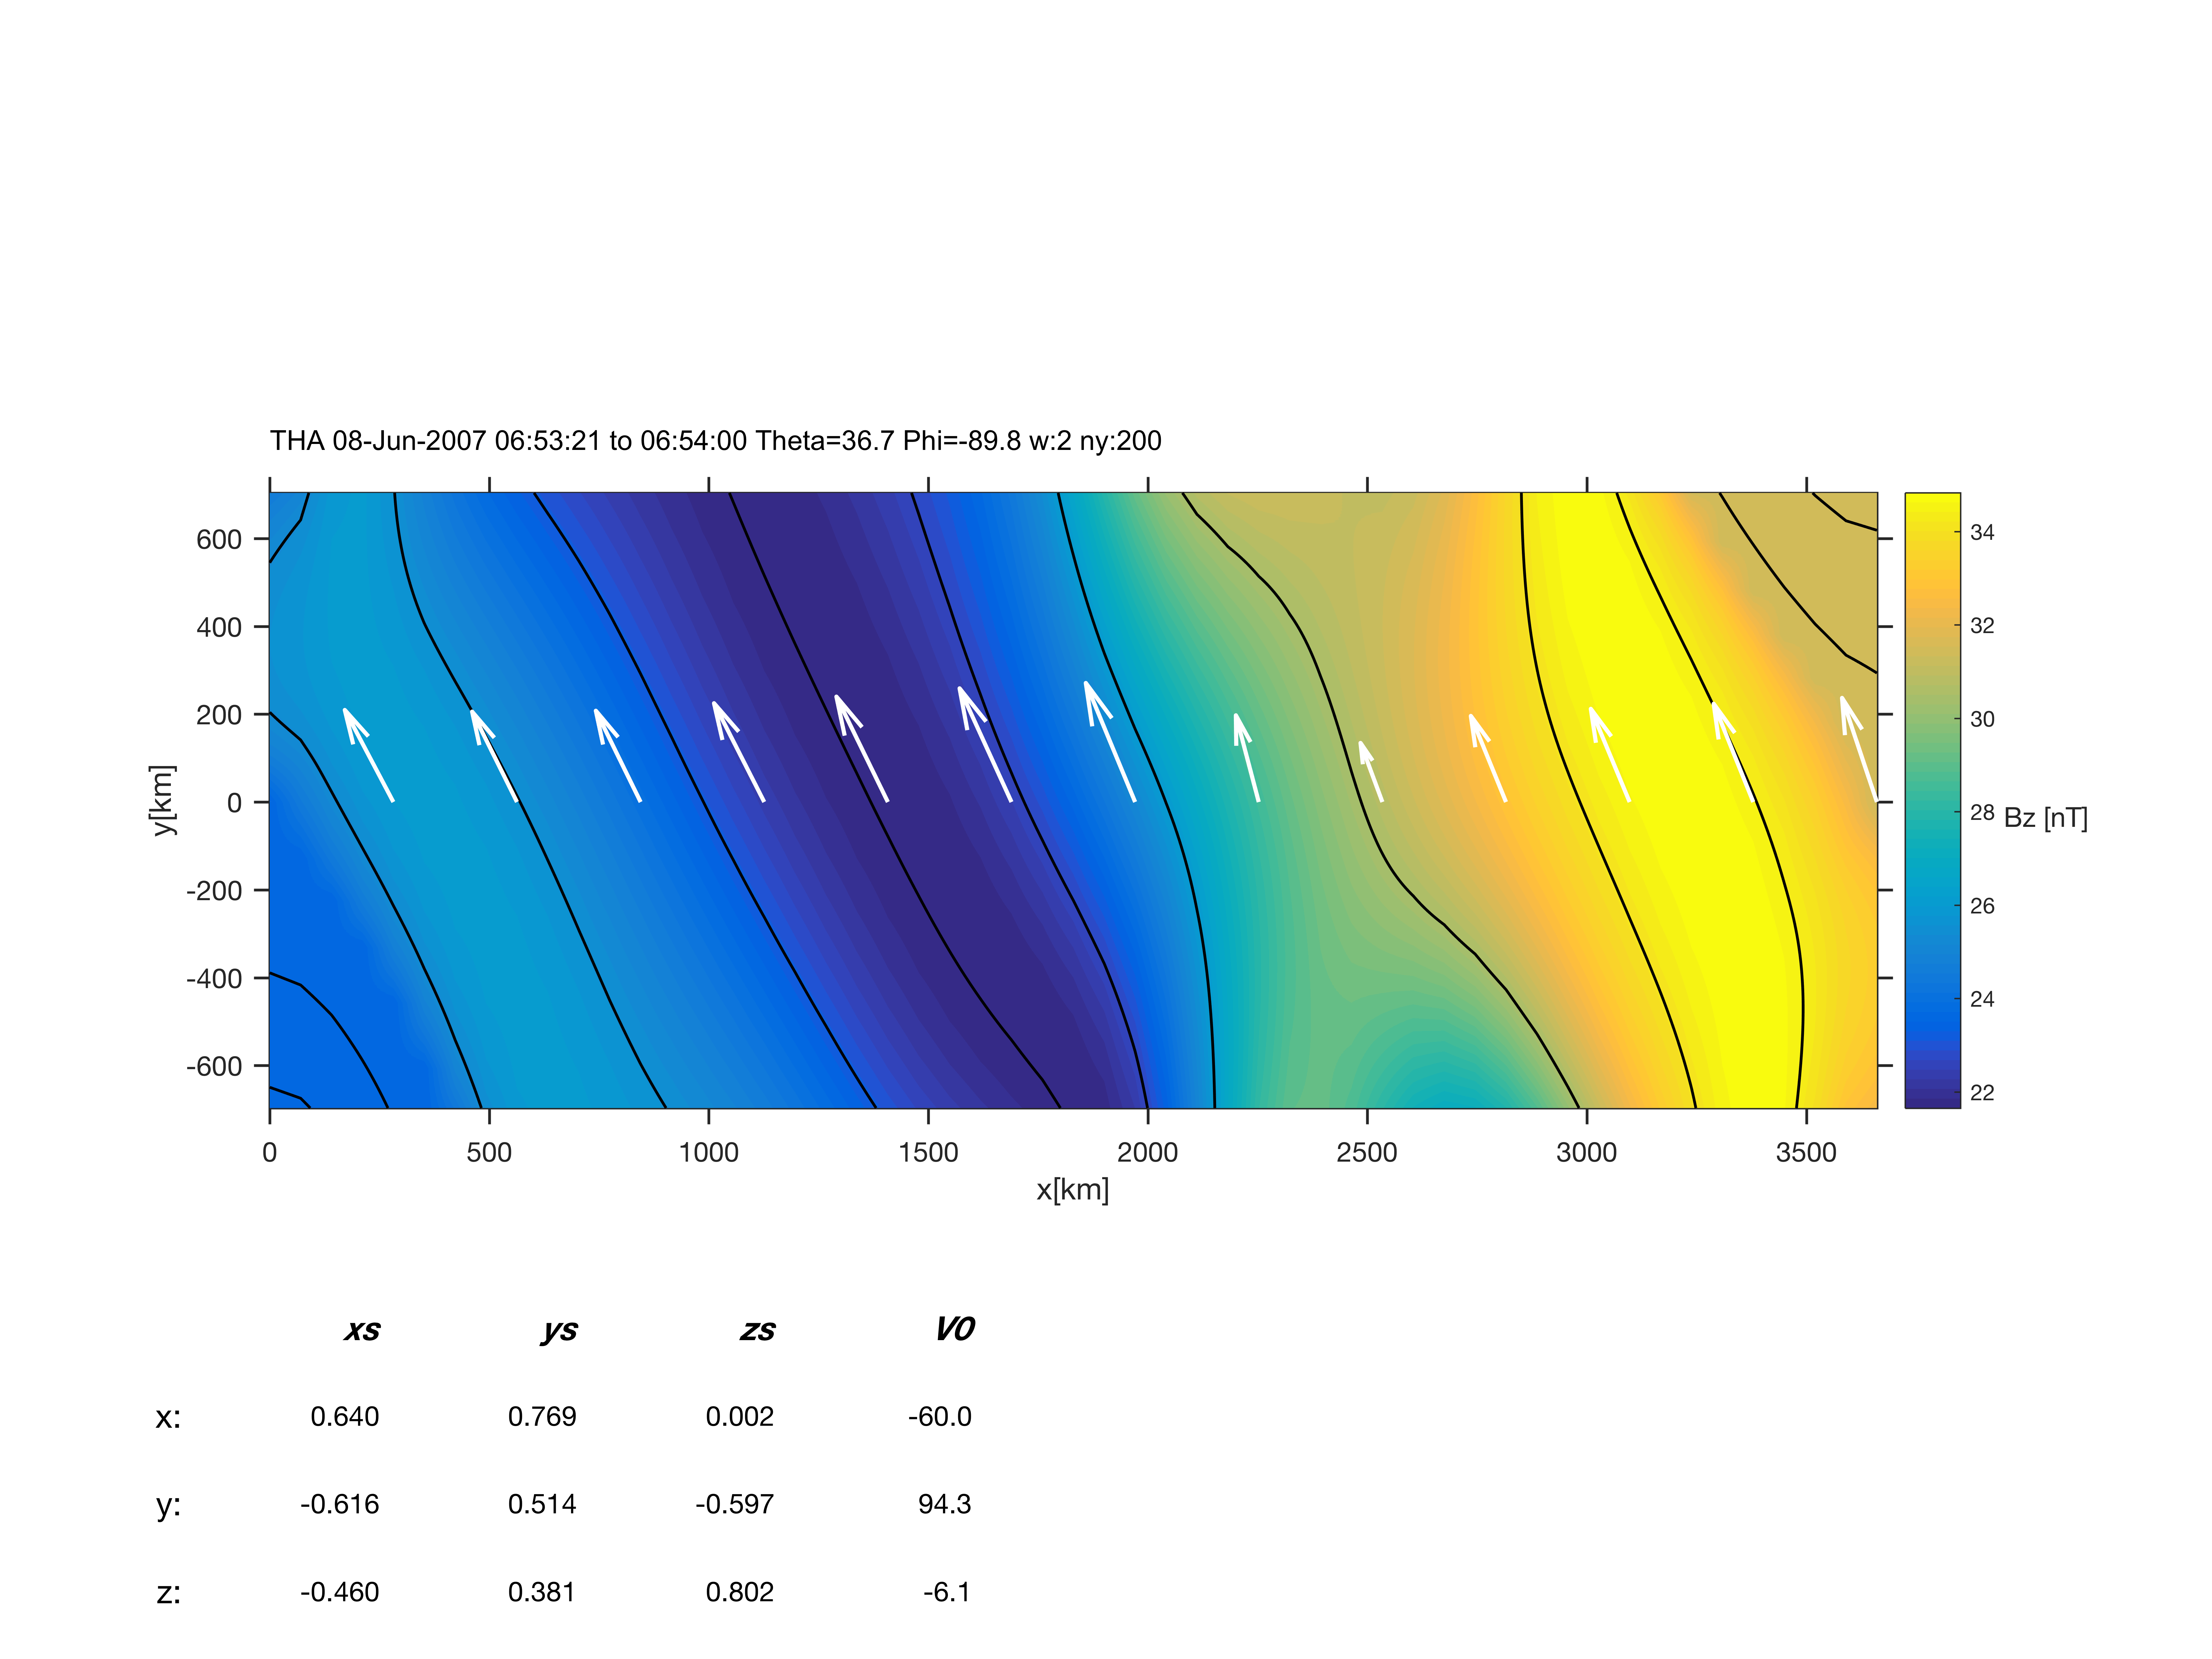 THA 08-Jun-2007 06:53:21 to 06:54:00 Theta=36.7 Phi=-89.8 w:2 ny:200
600
400
200
0
-200
-400
-600
y[km]
0 500 1000 1500 2000 2500 3000 3500
x[km]
34
32
30
28
26
24
22
Bz [nT]
xs ys zs V0
x: 0.640 0.769 0.002 -60.0
y: -0.616 0.514 -0.597 94.3
z: -0.460 0.381 0.802 -6.1